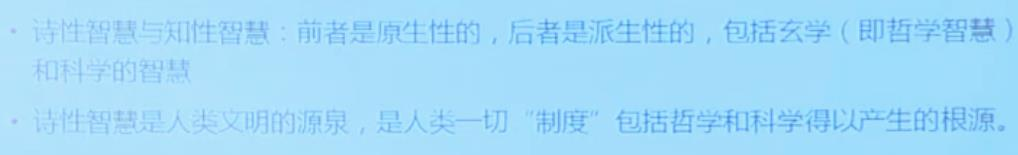 • 诗性智慧与知性智慧：前者是原生性的，后者是派生性的，包括玄学（即哲学智慧）
和科学的智慧
• 诗性智慧是人类文明的源泉，是人类一切“制度”包括哲学和科学得以产生的根源。